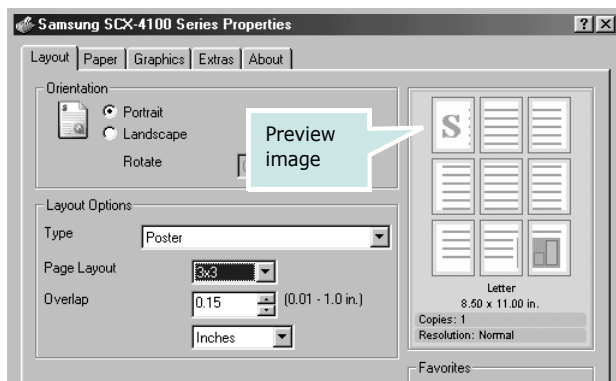 Samsung SCX-4100 Series Properties
Layout Paper Graphics Extras About
Orientation
Portrait
Landscape
Rotate
Preview
image
S
Layout Options
Type Poster
Page Layout 3x3
Overlap 0.15 (0.01 - 1.0 in.)
Inches
Letter
8.50 x 11.00 in.
Copies: 1
Resolution: Normal
Favorites